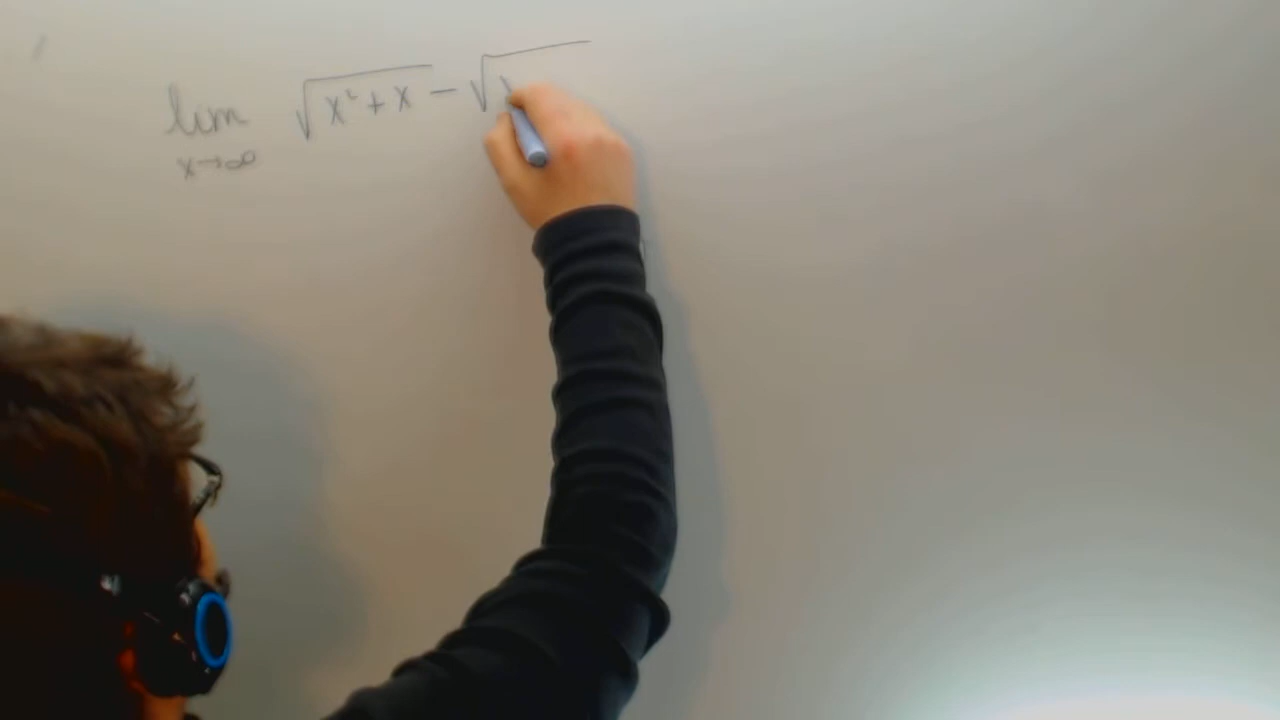 lim √(x²+x) − √
x→∞